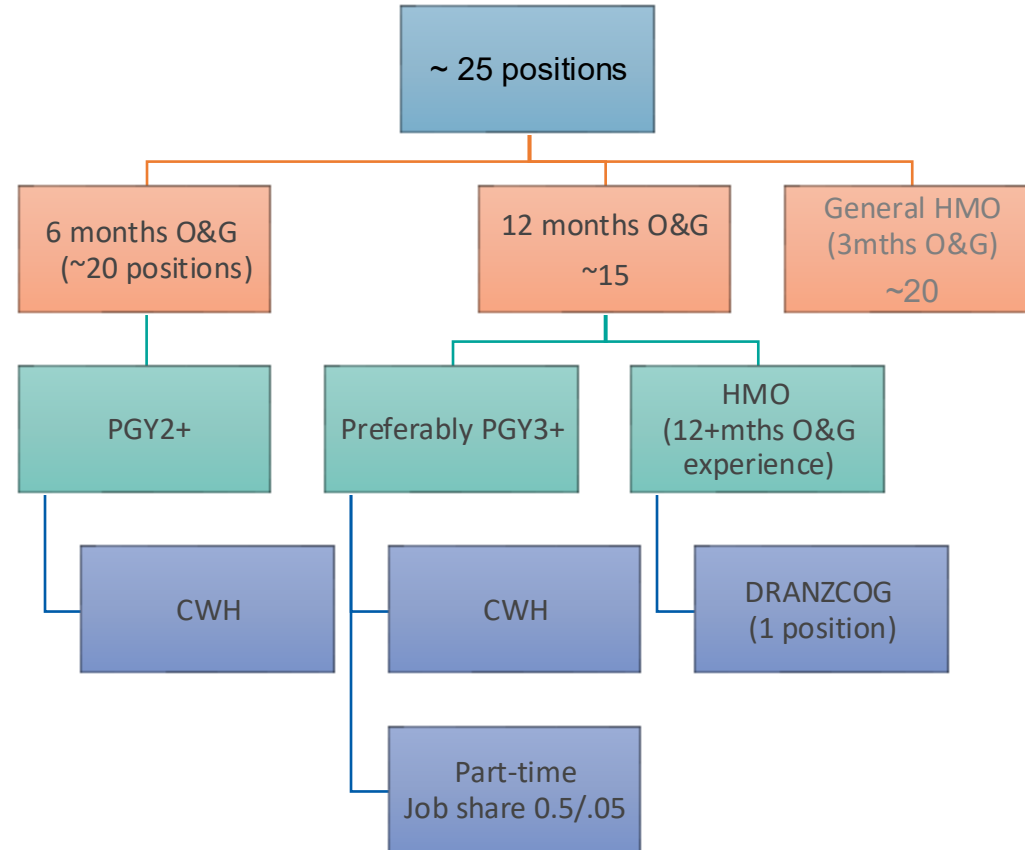 ~ 25 positions
6 months O&G
(~20 positions)
12 months O&G
~15
General HMO
(3mths O&G)
~20
PGY2+
Preferably PGY3+
HMO
(12+mths O&G
experience)
CWH
CWH
DRANZCOG
(1 position)
Part-time
Job share 0.5/.05